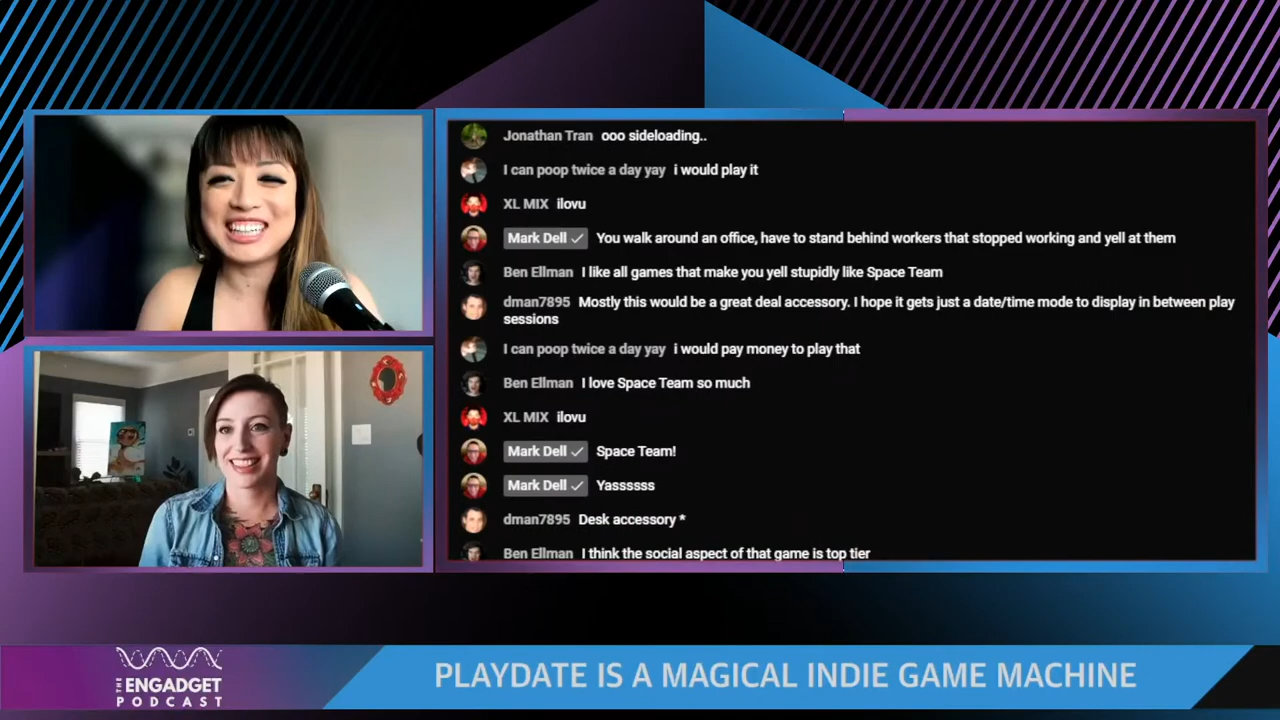 Jonathan Tran ooo sideloading..
I can poop twice a day yay i would play it
XL MIX ilovu
Mark Dell ✓ You walk around an office, have to stand behind workers that stopped working and yell at them
Ben Ellman I like all games that make you yell stupidly like Space Team
dman7895 Mostly this would be a great deal accessory. I hope it gets just a date/time mode to display in between play
sessions
I can poop twice a day yay i would pay money to play that
Ben Ellman I love Space Team so much
XL MIX ilovu
Mark Dell ✓ Space Team!
Mark Dell ✓ Yassssss
dman7895 Desk accessory *
Ben Ellman I think the social aspect of that game is top tier
THE
ENGADGET
PODCAST
PLAYDATE IS A MAGICAL INDIE GAME MACHINE